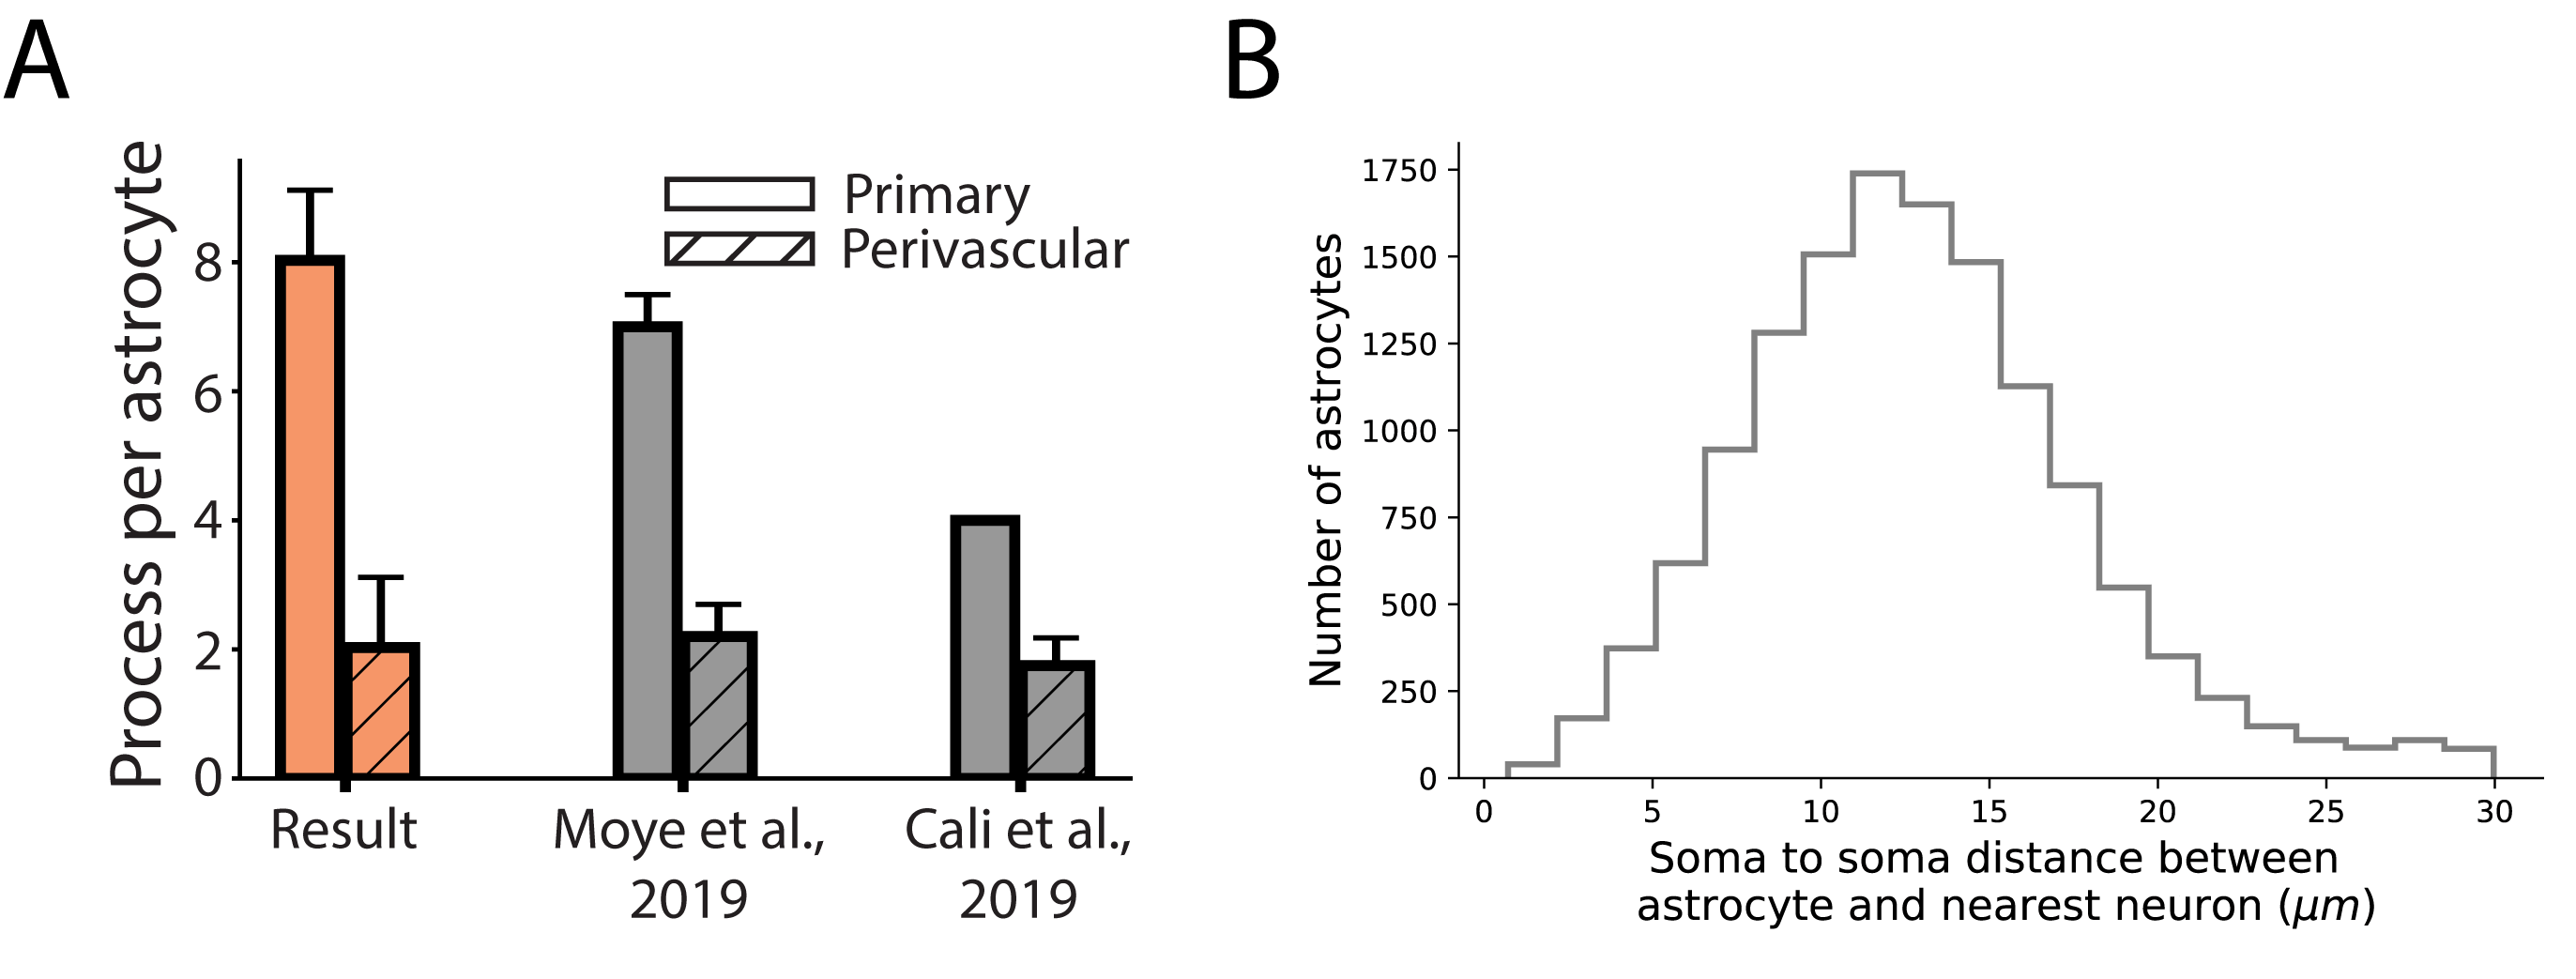 A
Process per astrocyte
8
6
4
2
0
Primary
Perivascular
Result
Moye et al.,
2019
Cali et al.,
2019
B
Number of astrocytes
1750
1500
1250
1000
750
500
250
0
0 5 10 15 20 25 30
Soma to soma distance between
astrocyte and nearest neuron (μm)